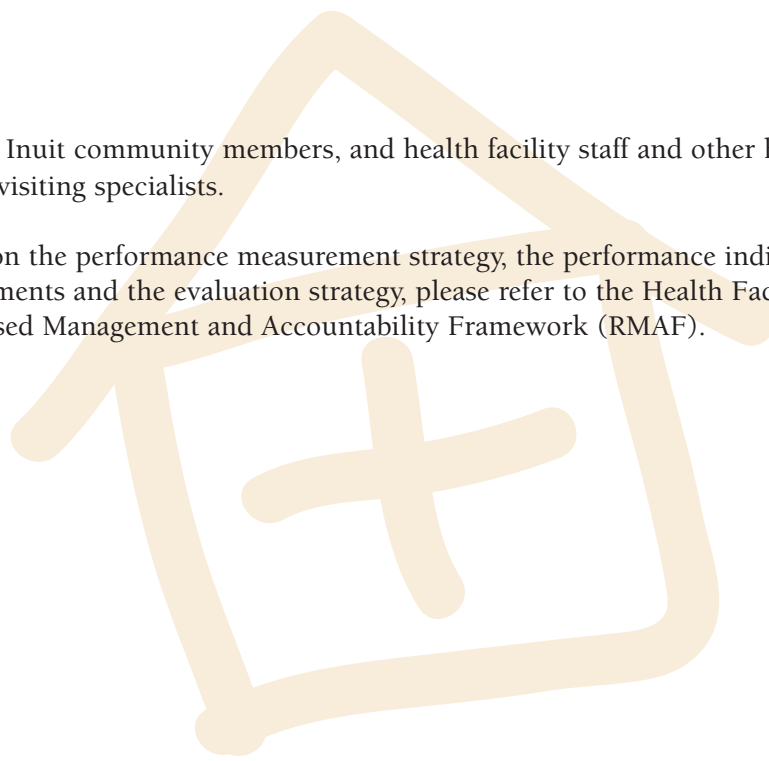 Inuit community members, and health facility staff and other
visiting specialists.
on the performance measurement strategy, the performance indi
ments and the evaluation strategy, please refer to the Health Fac
sed Management and Accountability Framework (RMAF).